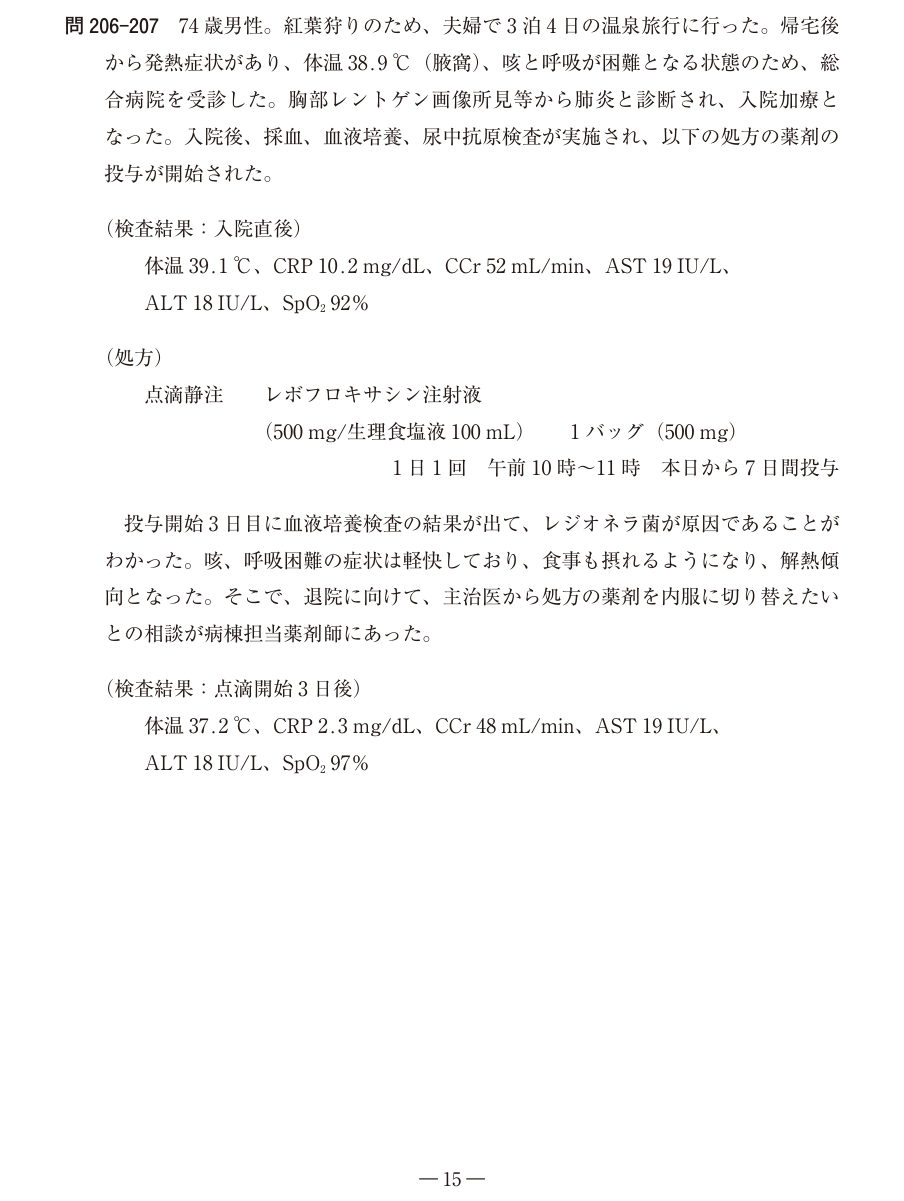 問 206-207　74 歳男性。紅葉狩りのため、夫婦で 3 泊 4 日の温泉旅行に行った。帰宅後
から発熱症状があり、体温 38.9 ℃（腋窩）、咳と呼吸が困難となる状態のため、総
合病院を受診した。胸部レントゲン画像所見等から肺炎と診断され、入院加療と
なった。入院後、採血、血液培養、尿中抗原検査が実施され、以下の処方の薬剤の
投与が開始された。
（検査結果：入院直後）
体温 39.1 ℃、CRP 10.2 mg/dL、CCr 52 mL/min、AST 19 IU/L、
ALT 18 IU/L、SpO₂ 92%
（処方）
点滴静注　　レボフロキサシン注射液
（500 mg/生理食塩液 100 mL）　　1 バッグ（500 mg）
1 日 1 回　午前 10 時〜11 時　本日から 7 日間投与
投与開始 3 日目に血液培養検査の結果が出て、レジオネラ菌が原因であることが
わかった。咳、呼吸困難の症状は軽快しており、食事も摂れるようになり、解熱傾
向となった。そこで、退院に向けて、主治医から処方の薬剤を内服に切り替えたい
との相談が病棟担当薬剤師にあった。
（検査結果：点滴開始 3 日後）
体温 37.2 ℃、CRP 2.3 mg/dL、CCr 48 mL/min、AST 19 IU/L、
ALT 18 IU/L、SpO₂ 97%
— 15 —